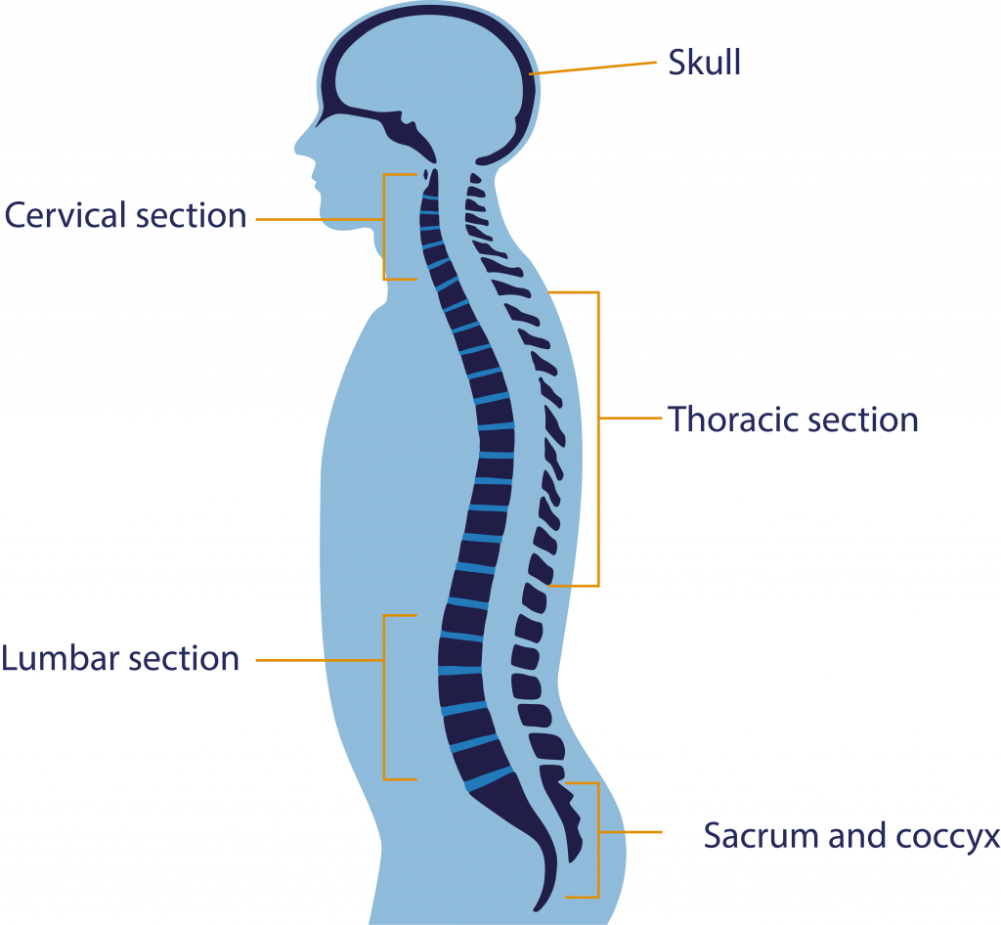 Skull
Cervical section
Thoracic section
Lumbar section
Sacrum and coccyx